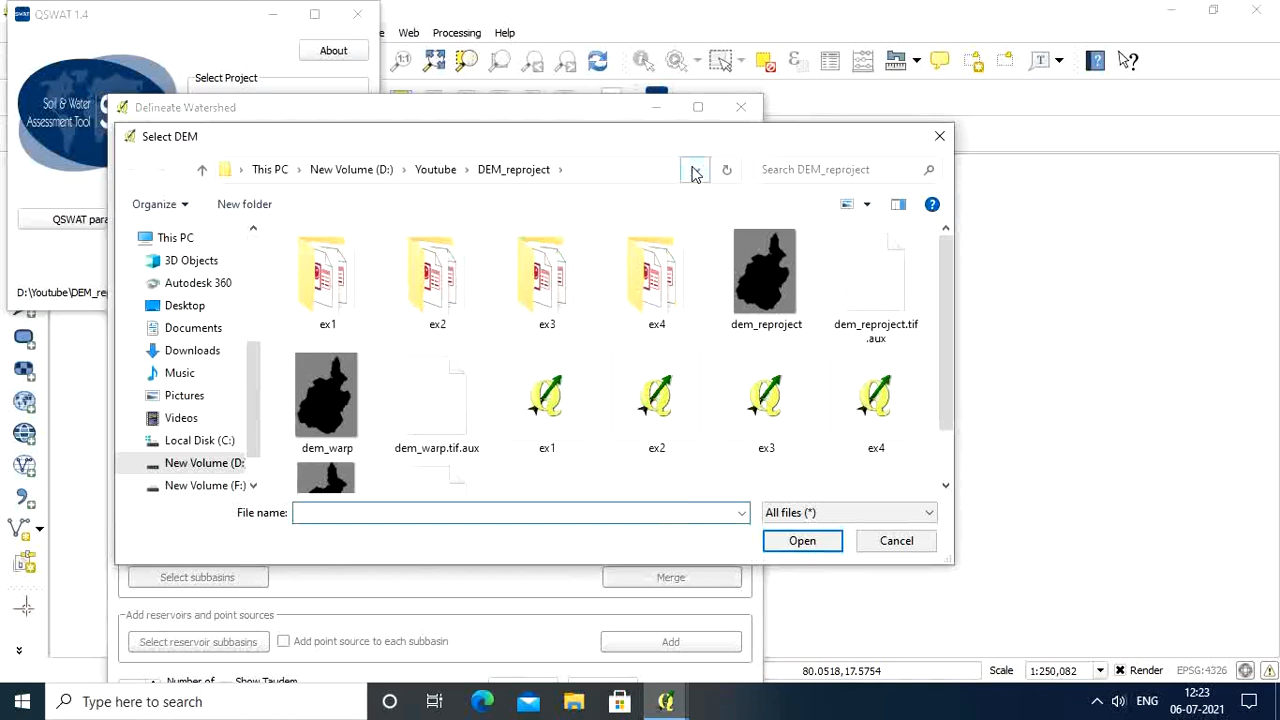 QSWAT 1.4
About
Select Project
Soil & Water
Assessment Tool
QSWAT para
Web
Processing
Help
Delineate Watershed
Select DEM
This PC
New Volume (D:)
Youtube
DEM_reproject
Search DEM_reproject
Organize
New folder
This PC
3D Objects
Autodesk 360
Desktop
Documents
Downloads
Music
Pictures
Videos
Local Disk (C:)
New Volume (D:
New Volume (F:)
ex1
ex2
ex3
ex4
dem_reproject
dem_reproject.tif
.aux
dem_warp
dem_warp.tif.aux
ex1
ex2
ex3
ex4
D:\Youtube\DEM_re
File name:
All files (*)
Open
Cancel
Select subbasins
Merge
Add reservoirs and point sources
Select reservoir subbasins
Add point source to each subbasin
Add
Number of
Show Taudem
80.0518,17.5754
Scale
1:250,082
Render
EPSG:4326
Type here to search
ENG
12:23
06-07-2021